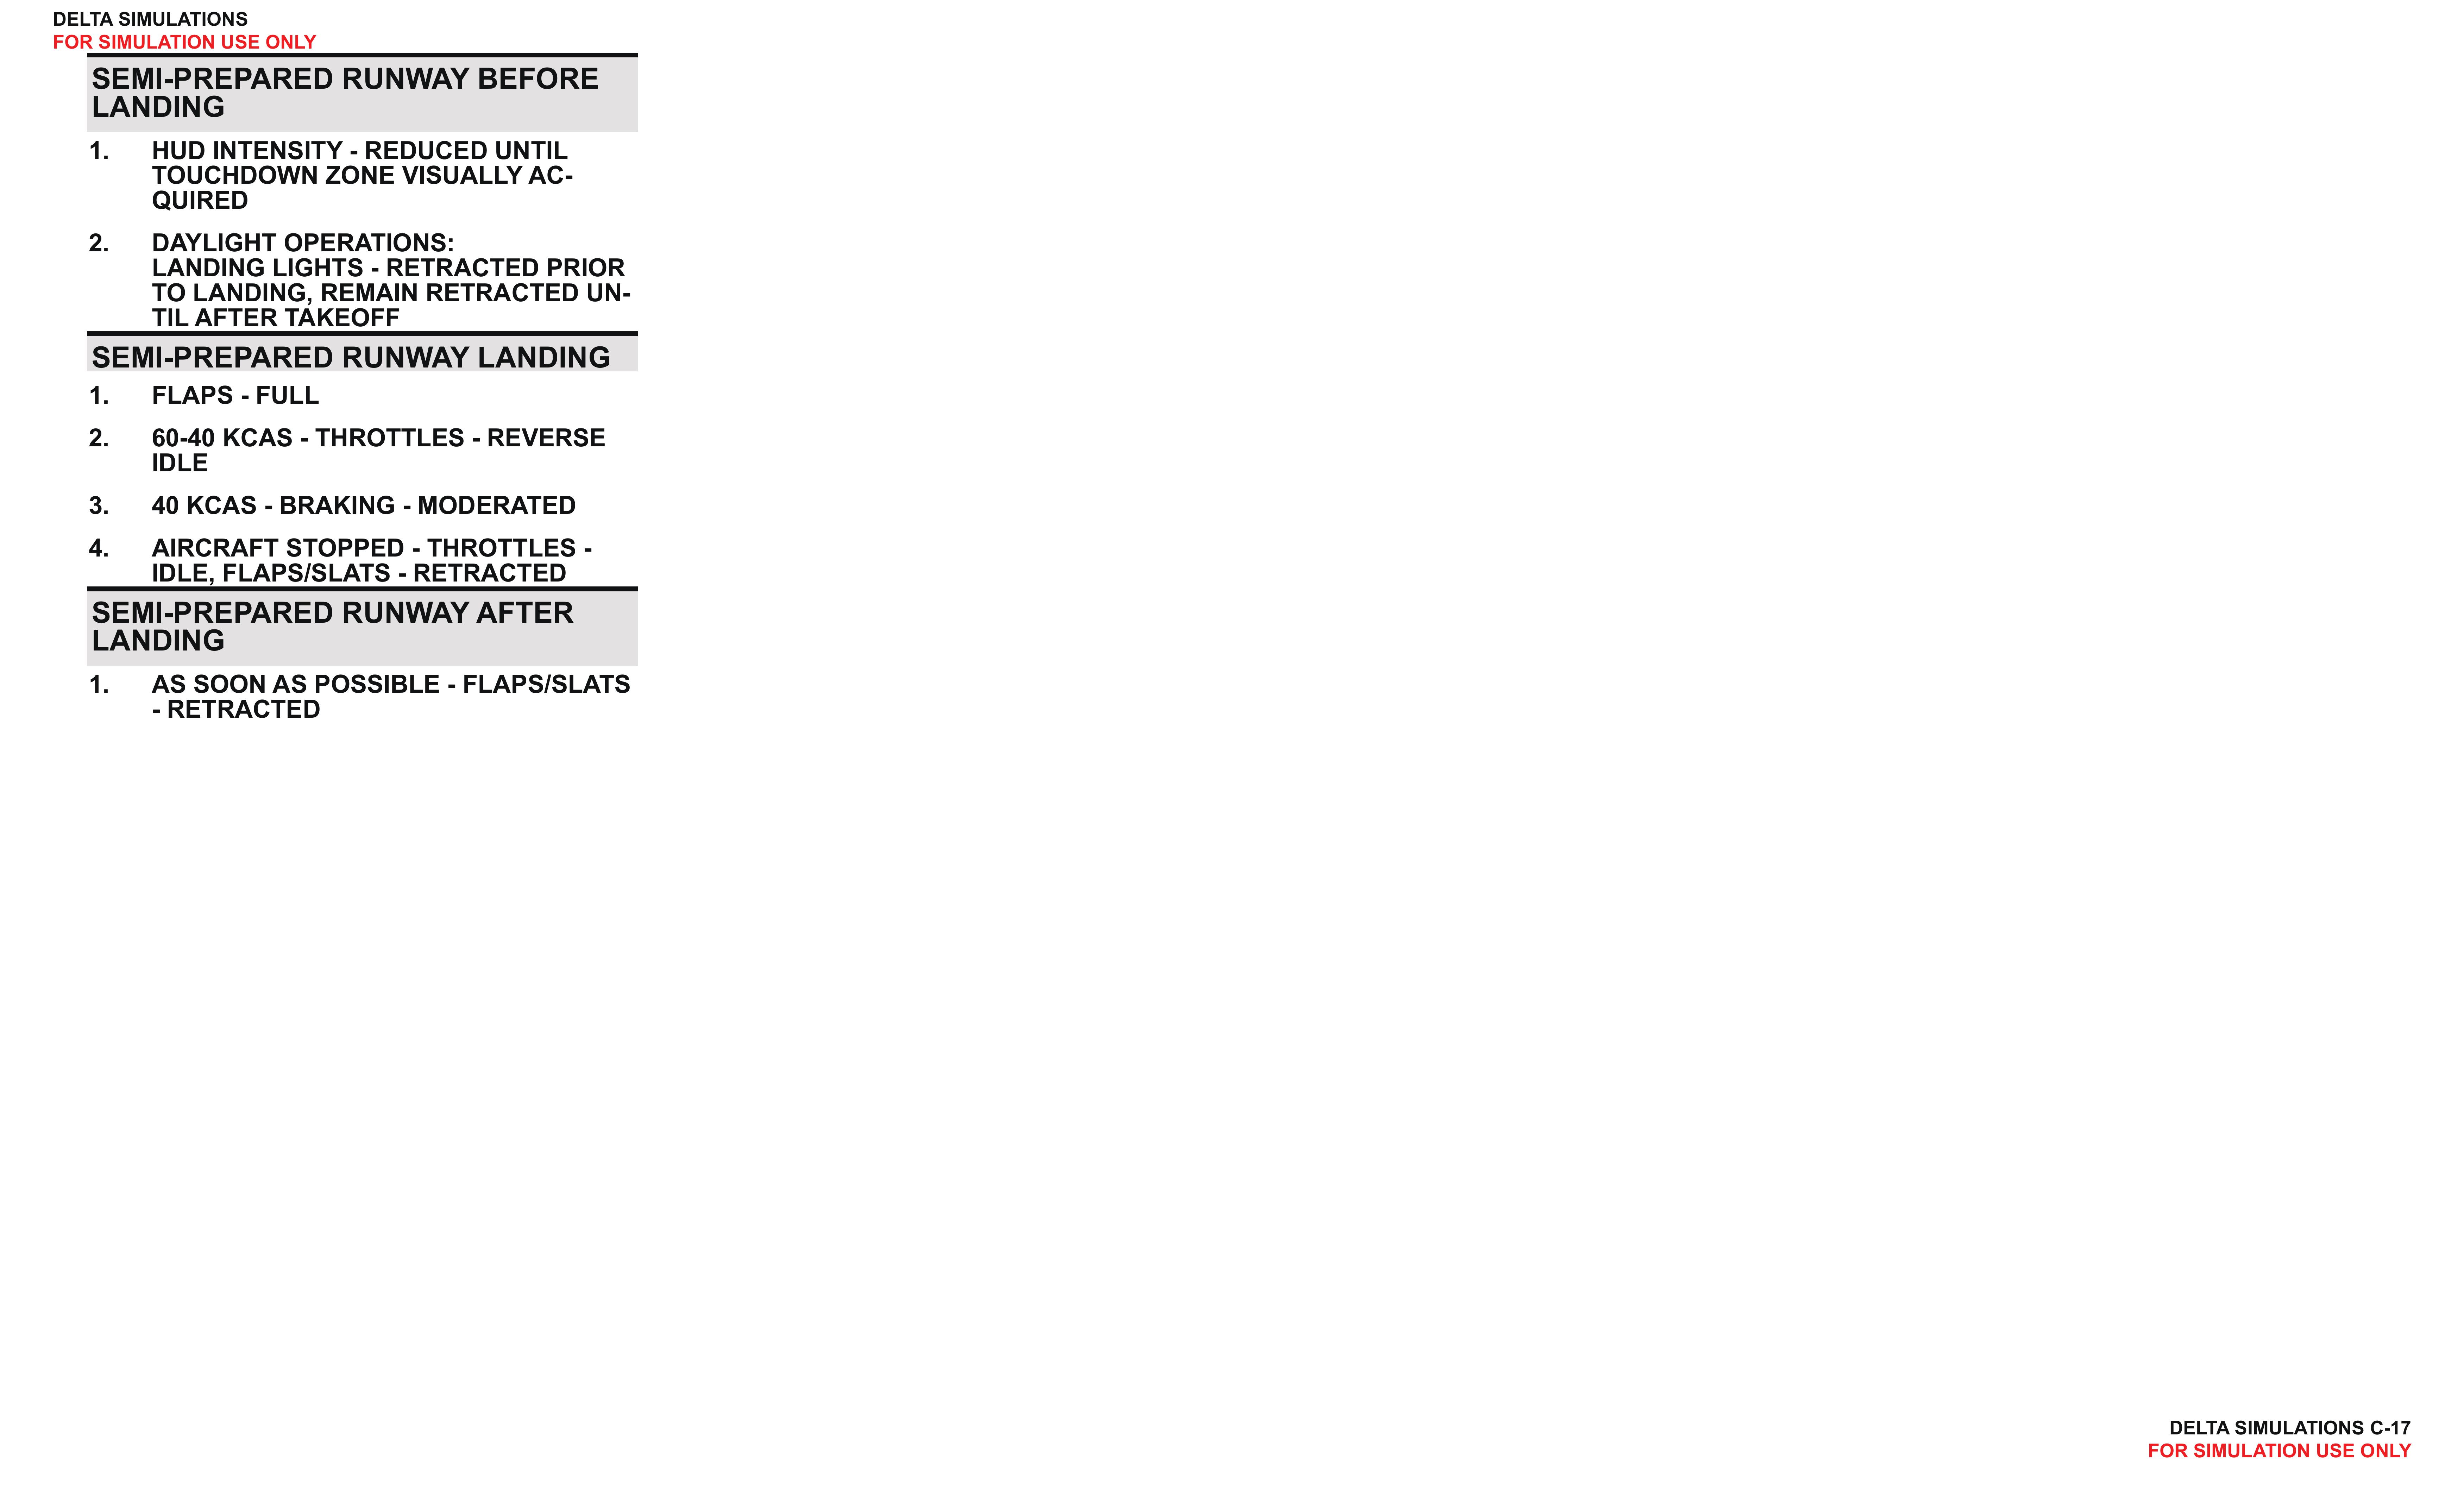 DELTA SIMULATIONS
FOR SIMULATION USE ONLY
SEMI-PREPARED RUNWAY BEFORE
LANDING
1. HUD INTENSITY - REDUCED UNTIL
TOUCHDOWN ZONE VISUALLY AC-
QUIRED
2. DAYLIGHT OPERATIONS:
LANDING LIGHTS - RETRACTED PRIOR
TO LANDING, REMAIN RETRACTED UN-
TIL AFTER TAKEOFF
SEMI-PREPARED RUNWAY LANDING
1. FLAPS - FULL
2. 60-40 KCAS - THROTTLES - REVERSE
IDLE
3. 40 KCAS - BRAKING - MODERATED
4. AIRCRAFT STOPPED - THROTTLES -
IDLE, FLAPS/SLATS - RETRACTED
SEMI-PREPARED RUNWAY AFTER
LANDING
1. AS SOON AS POSSIBLE - FLAPS/SLATS
- RETRACTED
DELTA SIMULATIONS C-17
FOR SIMULATION USE ONLY